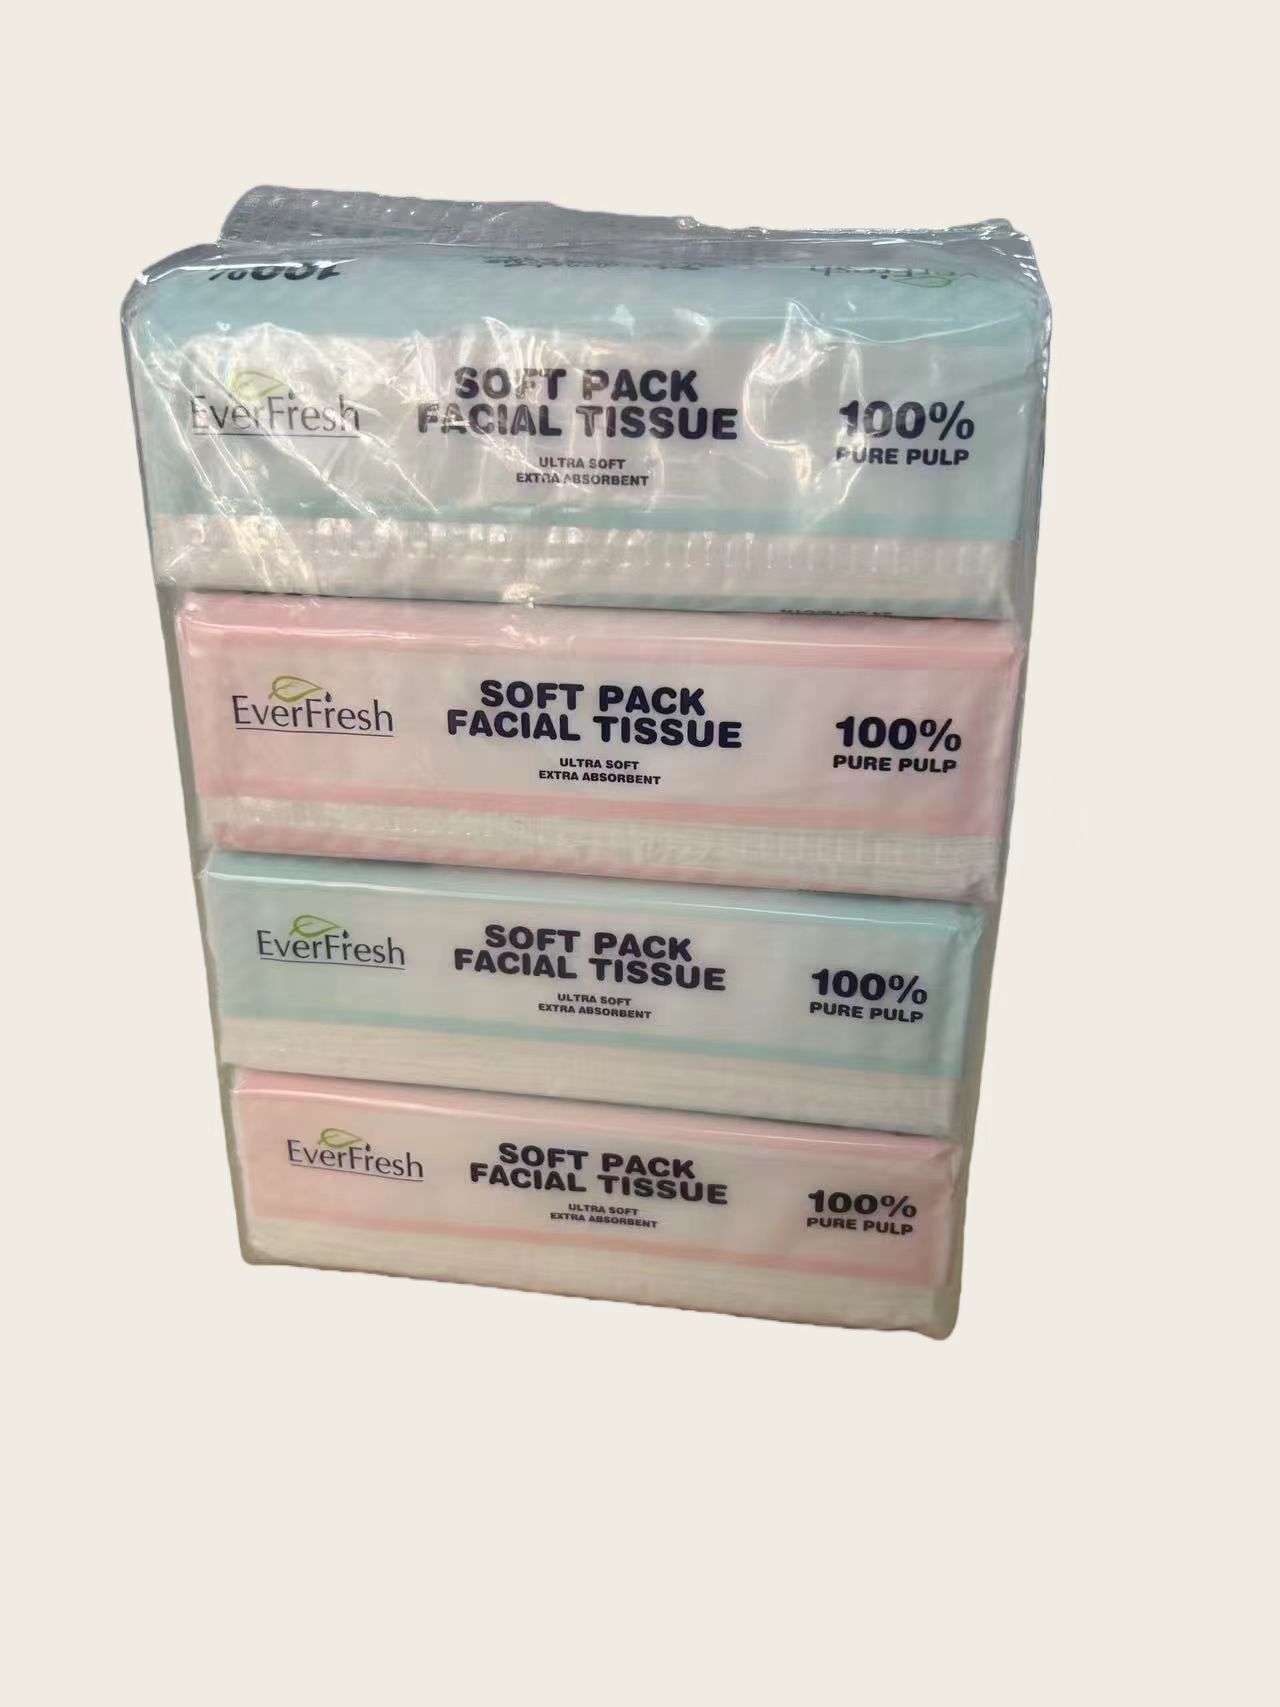 100%
EverFresh
EverFresh
SOFT PACK
FACIAL TISSUE
ULTRA SOFT
EXTRA ABSORBENT
100%
PURE PULP
EverFresh
SOFT PACK
FACIAL TISSUE
ULTRA SOFT
EXTRA ABSORBENT
100%
PURE PULP
EverFresh
SOFT PACK
FACIAL TISSUE
ULTRA SOFT
EXTRA ABSORBENT
100%
PURE PULP
EverFresh
SOFT PACK
FACIAL TISSUE
ULTRA SOFT
EXTRA ABSORBENT
100%
PURE PULP